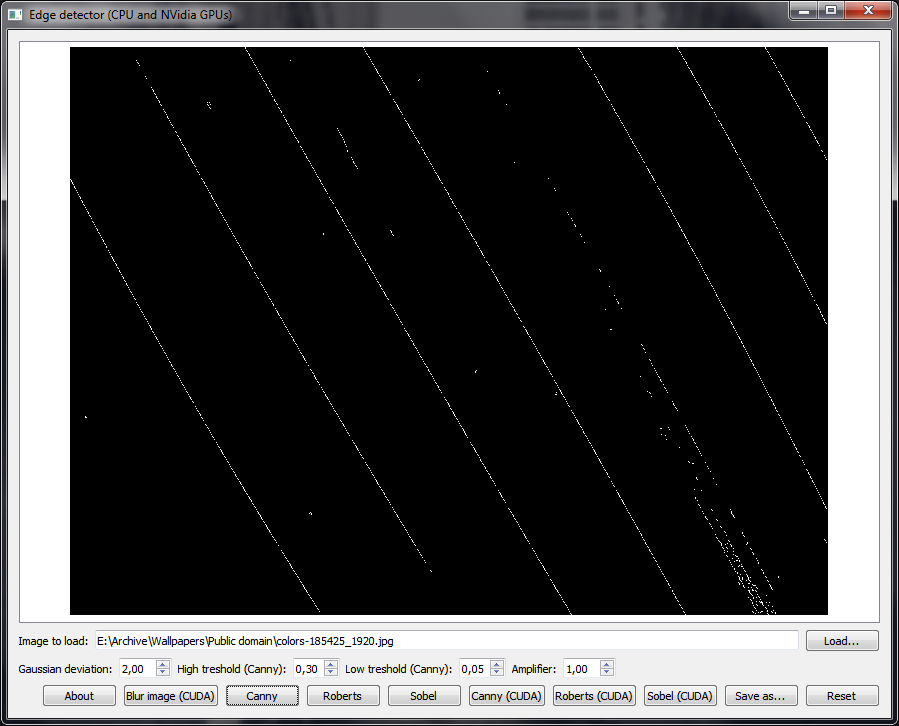 Edge detector (CPU and NVidia GPUs)
Image to load: E:\Archive\Wallpapers\Public domain\colors-185425_1920.jpg Load...
Gaussian deviation: 2,00 High treshold (Canny): 0,30 Low treshold (Canny): 0,05 Amplifier: 1,00
About Blur image (CUDA) Canny Roberts Sobel Canny (CUDA) Roberts (CUDA) Sobel (CUDA) Save as... Reset